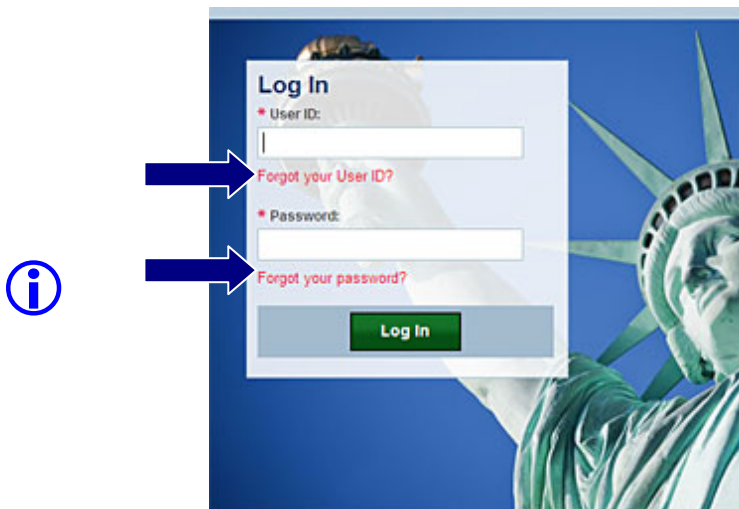 Log In
* User ID:
Forgot your User ID?
* Password:
Forgot your password?
Log In